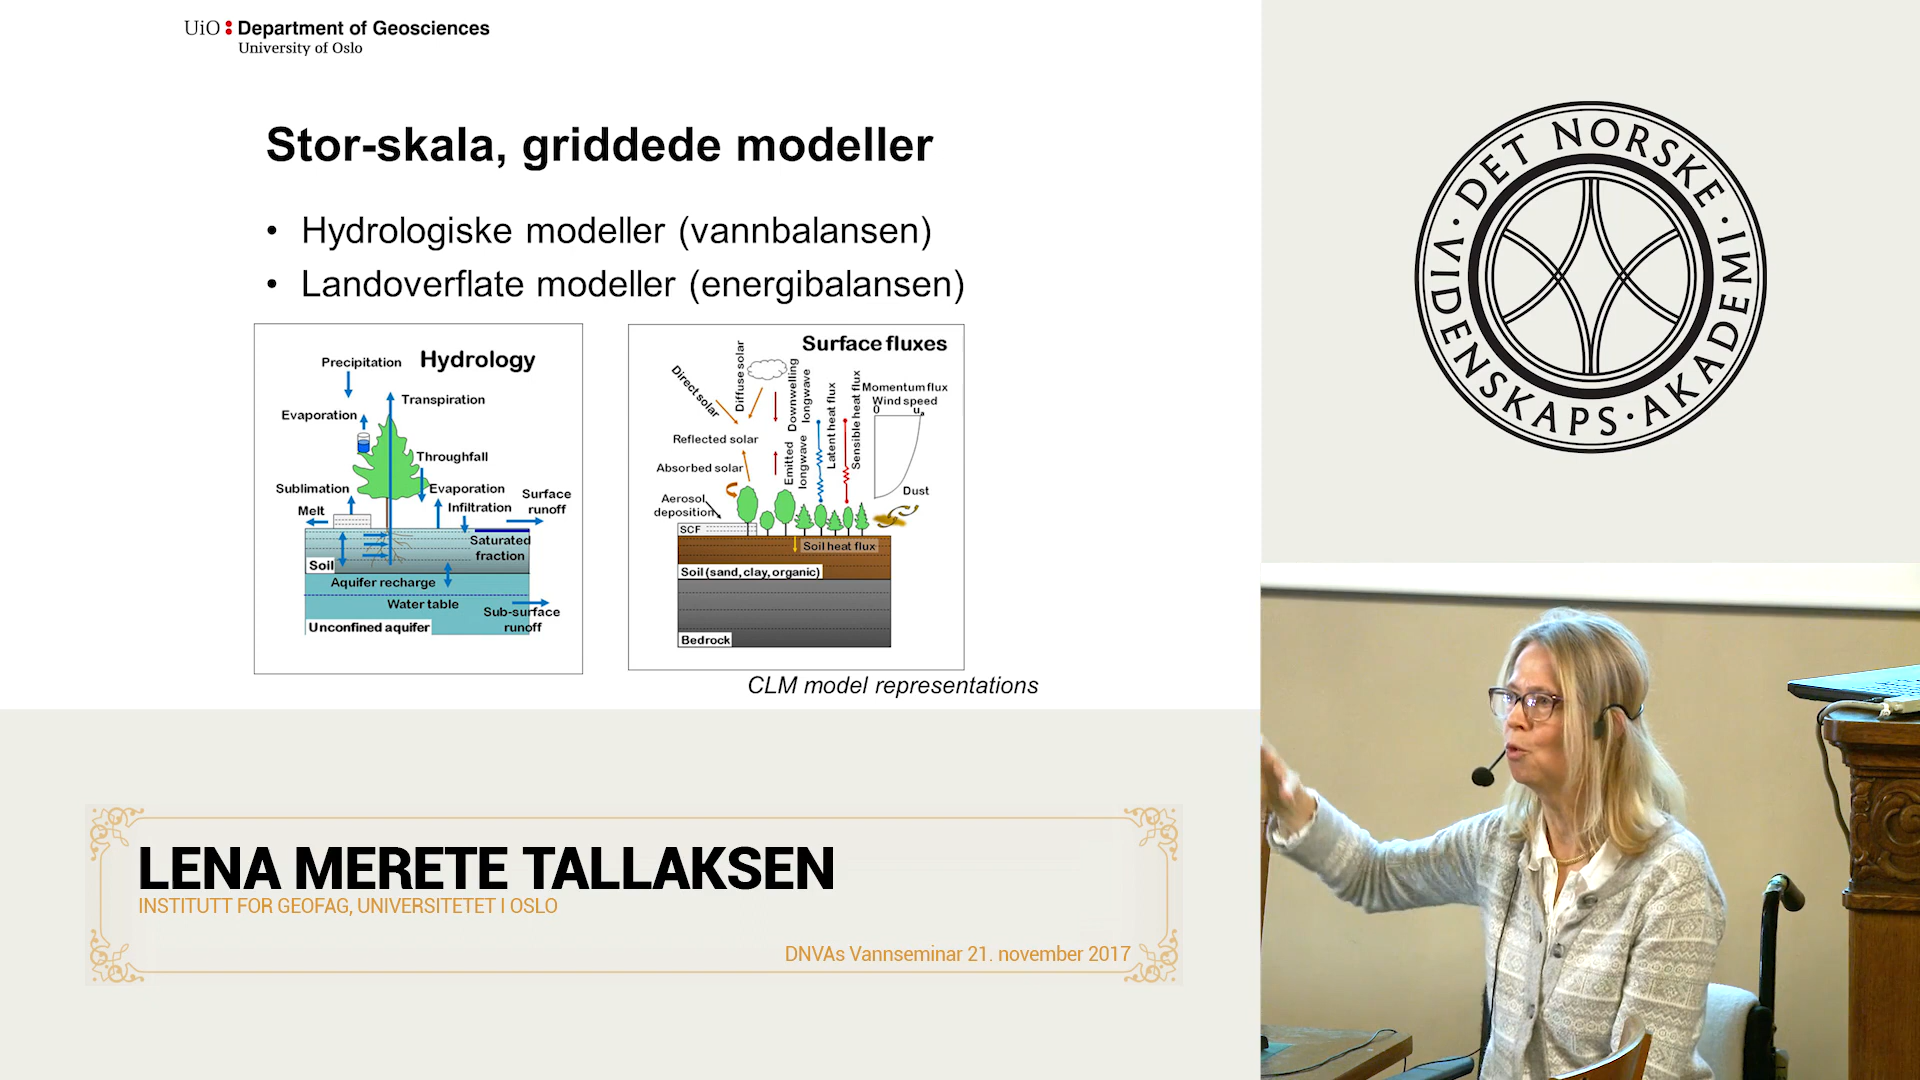 UiO Department of Geosciences
University of Oslo
Stor-skala, griddede modeller
• Hydrologiske modeller (vannbalansen)
• Landoverflate modeller (energibalansen)
Hydrology
Precipitation
Transpiration
Evaporation
Throughfall
Sublimation
Evaporation
Surface
runoff
Melt
Infiltration
Saturated
fraction
Soil
Aquifer recharge
Water table
Sub-surface
runoff
Unconfined aquifer
Surface fluxes
Direct solar
Diffuse solar
Downwelling
longwave
Latent heat flux
Sensible heat flux
Momentum flux
Wind speed
0 ua
Reflected solar
Absorbed solar
Emitted
longwave
Aerosol
deposition
Dust
SCF
Soil heat flux
Soil (sand, clay, organic)
Bedrock
CLM model representations
DET NORSKE · VIDENSKAPS · AKADEMI ·
LENA MERETE TALLAKSEN
INSTITUTT FOR GEOFAG, UNIVERSITETET I OSLO
DNVAs Vannseminar 21. november 2017